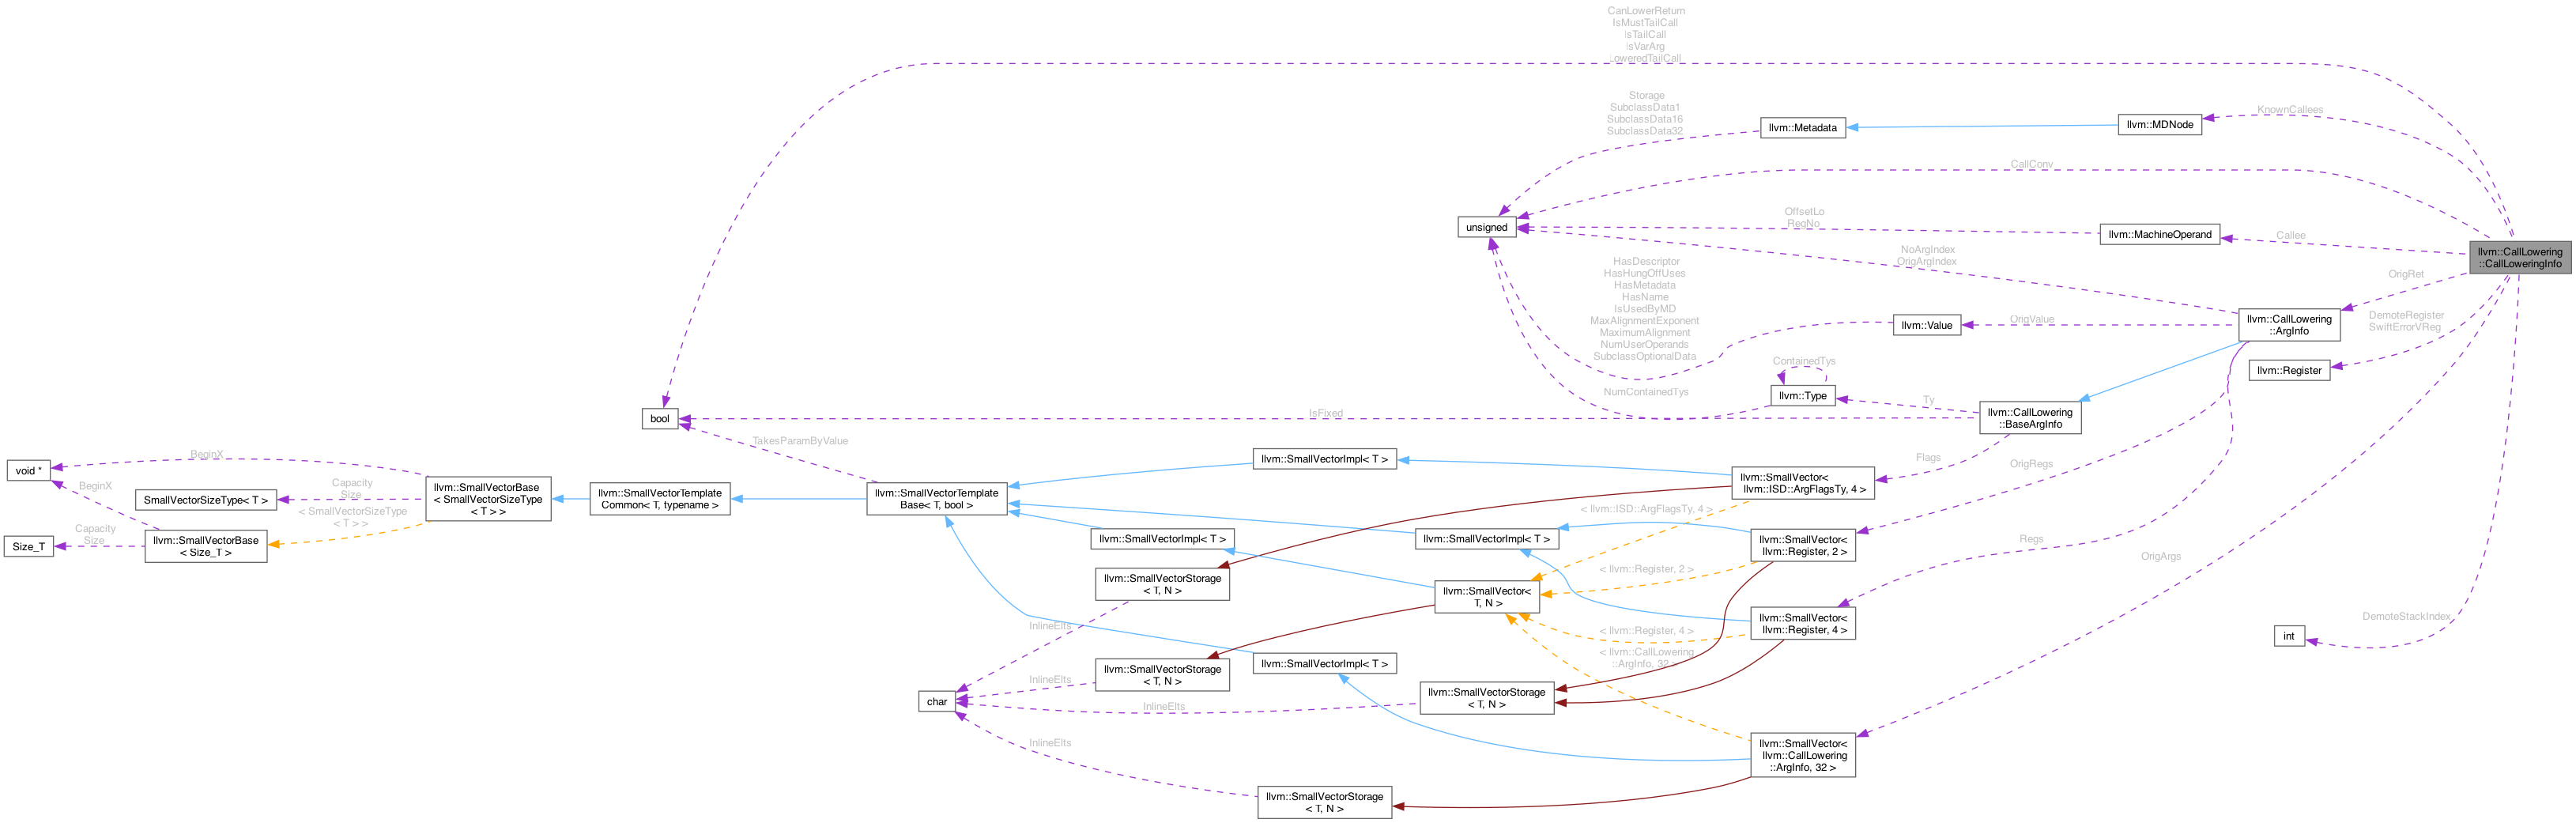 CanLowerReturn
IsMustTailCall
IsTailCall
IsVarArg
LoweredTailCall
Storage
SubclassData1
SubclassData16
SubclassData32
llvm::Metadata
llvm::MDNode
KnownCallees
CallConv
unsigned
OffsetLo
RegNo
llvm::MachineOperand
Callee
llvm::CallLowering
::CallLoweringInfo
NoArgIndex
OrigArgIndex
OrigRet
HasDescriptor
HasHungOffUses
HasMetadata
HasName
IsUsedByMD
MaxAlignmentExponent
MaximumAlignment
NumUserOperands
SubclassOptionalData
llvm::Value
OrigValue
llvm::CallLowering
::ArgInfo
DemoteRegister
SwiftErrorVReg
llvm::Register
ContainedTys
llvm::Type
NumContainedTys
Ty
bool
IsFixed
llvm::CallLowering
::BaseArgInfo
TakesParamByValue
void *
BeginX
BeginX
SmallVectorSizeType< T >
Capacity
Size
< SmallVectorSizeType
< T > >
llvm::SmallVectorBase
< SmallVectorSizeType
< T > >
llvm::SmallVectorTemplate
Common< T, typename >
llvm::SmallVectorTemplate
Base< T, bool >
llvm::SmallVectorImpl< T >
llvm::SmallVector<
llvm::ISD::ArgFlagsTy, 4 >
Flags
OrigRegs
Size_T
Capacity
Size
llvm::SmallVectorBase
< Size_T >
llvm::SmallVectorImpl< T >
llvm::SmallVectorImpl< T >
< llvm::ISD::ArgFlagsTy, 4 >
llvm::SmallVector<
llvm::Register, 2 >
Regs
OrigArgs
llvm::SmallVectorStorage
< T, N >
llvm::SmallVector<
T, N >
< llvm::Register, 2 >
InlineElts
< llvm::Register, 4 >
llvm::SmallVector<
llvm::Register, 4 >
int
DemoteStackIndex
llvm::SmallVectorStorage
< T, N >
llvm::SmallVectorImpl< T >
< llvm::CallLowering
::ArgInfo, 32 >
InlineElts
char
InlineElts
llvm::SmallVectorStorage
< T, N >
InlineElts
llvm::SmallVector<
llvm::CallLowering
::ArgInfo, 32 >
llvm::SmallVectorStorage
< T, N >